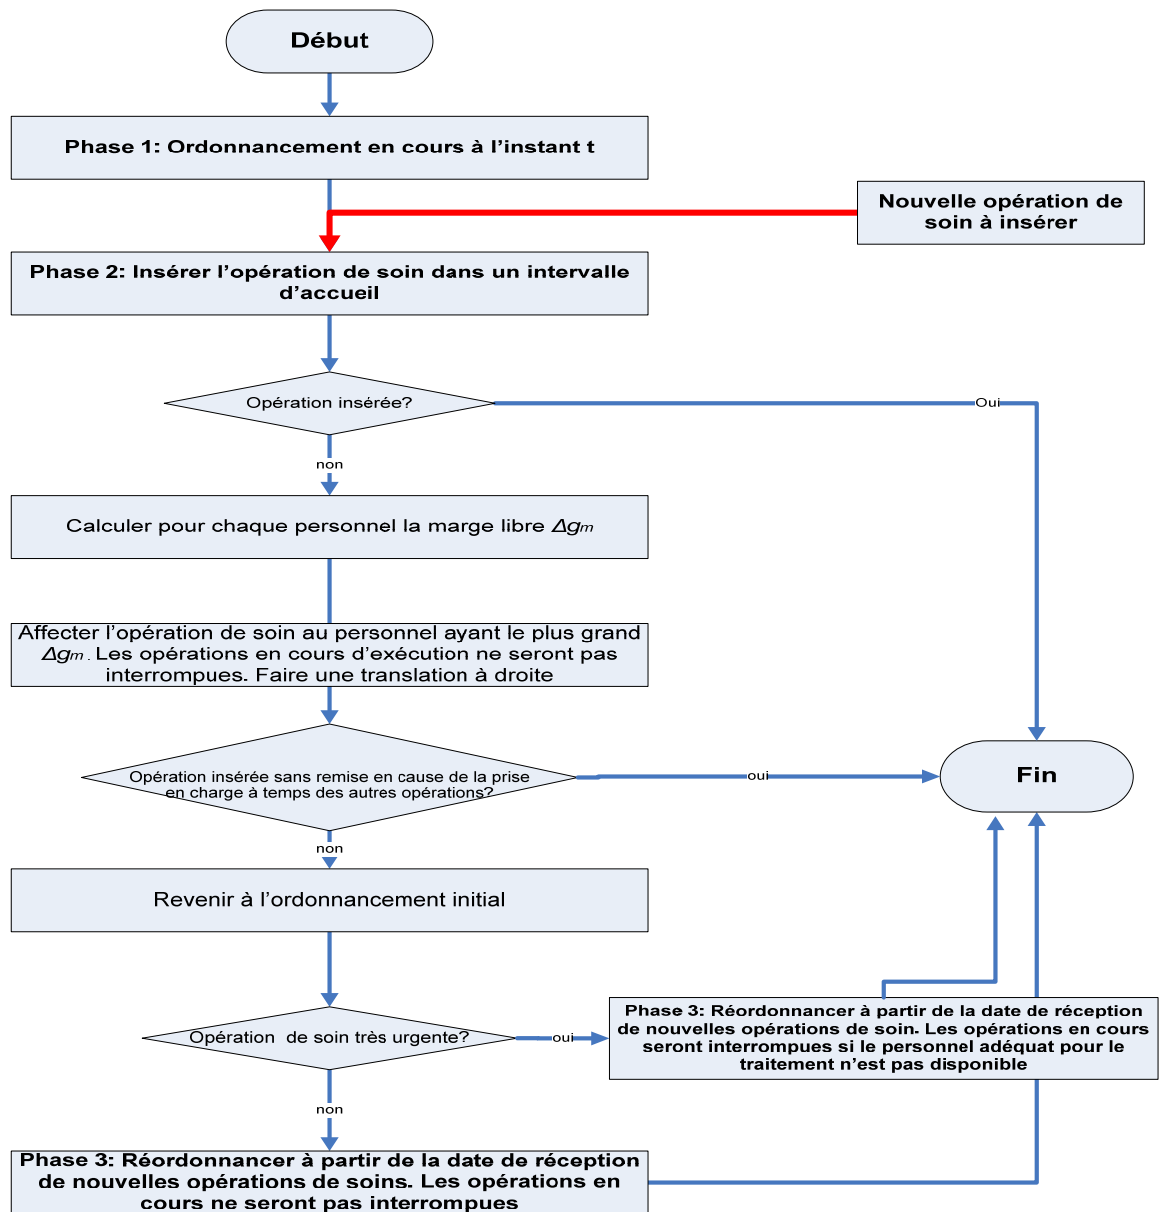 Début
Phase 1: Ordonnancement en cours à l'instant t
Nouvelle opération de
soin à insérer
Phase 2: Insérer l'opération de soin dans un intervalle
d'accueil
Opération insérée?
Oui
non
Calculer pour chaque personnel la marge libre Δgm
Affecter l'opération de soin au personnel ayant le plus grand
Δgm . Les opérations en cours d'exécution ne seront pas
interrompues. Faire une translation à droite
Opération insérée sans remise en cause de la prise
en charge à temps des autres opérations?
oui
Fin
non
Revenir à l'ordonnancement initial
Opération de soin très urgente?
oui
Phase 3: Réordonnancer à partir de la date de réception
de nouvelles opérations de soin. Les opérations en cours
seront interrompues si le personnel adéquat pour le
traitement n'est pas disponible
non
Phase 3: Réordonnancer à partir de la date de réception
de nouvelles opérations de soins. Les opérations en
cours ne seront pas interrompues